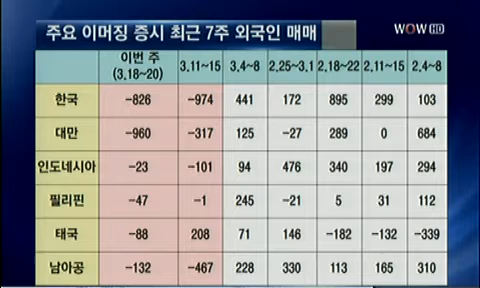 주요 이머징 증시 최근 7주 외국인 매매
WOW HD
이번 주 3.11~15 3.4~8 2.25~3.1 2.18~22 2.11~15 2.4~8
(3.18~20)
한국 -826 -974 441 172 895 299 103
대만 -960 -317 125 -27 289 0 684
인도네시아 -23 -101 94 476 340 197 294
필리핀 -47 -1 245 -21 5 31 112
태국 -88 208 71 146 -182 -132 -339
남아공 -132 -467 228 330 113 165 310